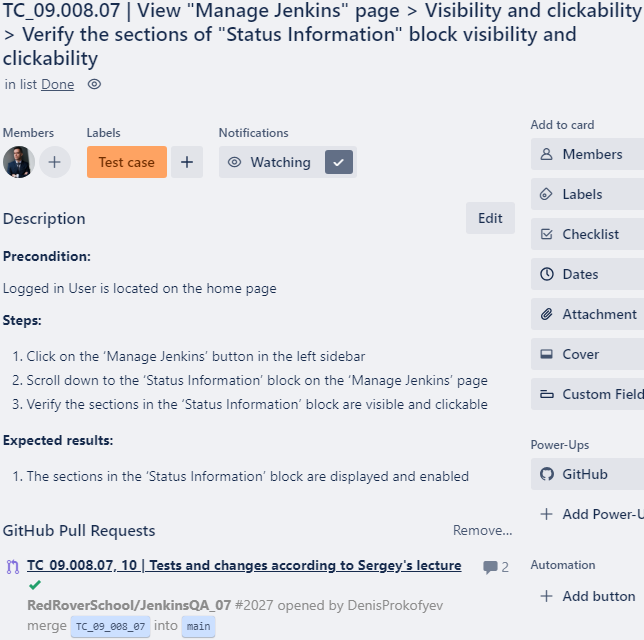 TC_09.008.07 | View "Manage Jenkins" page > Visibility and clickability
> Verify the sections of "Status Information" block visibility and
clickability
in list Done
Members
Labels
Notifications
Test case
Watching
Description
Edit
Precondition:
Logged in User is located on the home page
Steps:
1. Click on the ‘Manage Jenkins’ button in the left sidebar
2. Scroll down to the ‘Status Information’ block on the ‘Manage Jenkins’ page
3. Verify the sections in the ‘Status Information’ block are visible and clickable
Expected results:
1. The sections in the ‘Status Information’ block are displayed and enabled
GitHub Pull Requests
Remove...
TC_09.008.07, 10 | Tests and changes according to Sergey's lecture
2
RedRoverSchool/JenkinsQA_07 #2027 opened by DenisProkofyev
merge TC_09_008_07 into main
Add to card
Members
Labels
Checklist
Dates
Attachment
Cover
Custom Field
Power-Ups
GitHub
Add Power-U
Automation
Add button